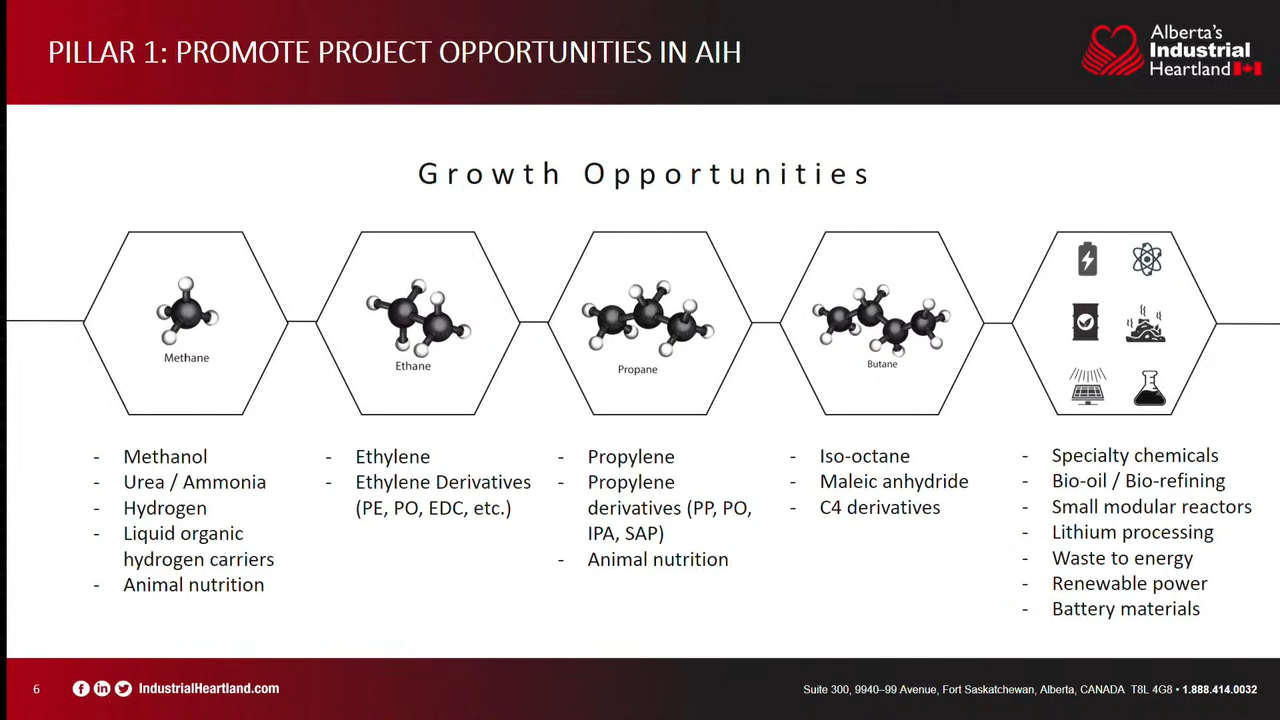 PILLAR 1: PROMOTE PROJECT OPPORTUNITIES IN AIH
Alberta's
Industrial
Heartland
Growth Opportunities
Methane
Ethane
Propane
Butane
- Methanol
- Urea / Ammonia
- Hydrogen
- Liquid organic
hydrogen carriers
- Animal nutrition
- Ethylene
- Ethylene Derivatives
(PE, PO, EDC, etc.)
- Propylene
- Propylene
derivatives (PP, PO,
IPA, SAP)
- Animal nutrition
- Iso-octane
- Maleic anhydride
- C4 derivatives
- Specialty chemicals
- Bio-oil / Bio-refining
- Small modular reactors
- Lithium processing
- Waste to energy
- Renewable power
- Battery materials
6
IndustrialHeartland.com
Suite 300, 9940–99 Avenue, Fort Saskatchewan, Alberta, CANADA T8L 4G8 • 1.888.414.0032